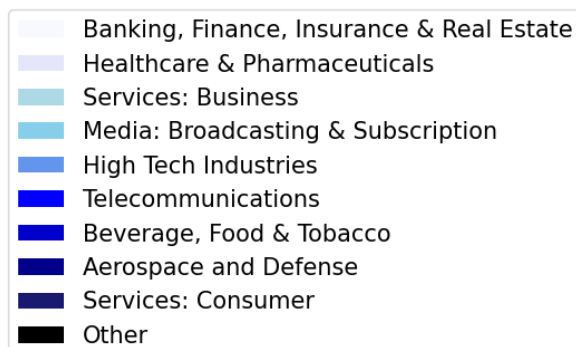 Banking, Finance, Insurance & Real Estate
Healthcare & Pharmaceuticals
Services: Business
Media: Broadcasting & Subscription
High Tech Industries
Telecommunications
Beverage, Food & Tobacco
Aerospace and Defense
Services: Consumer
Other